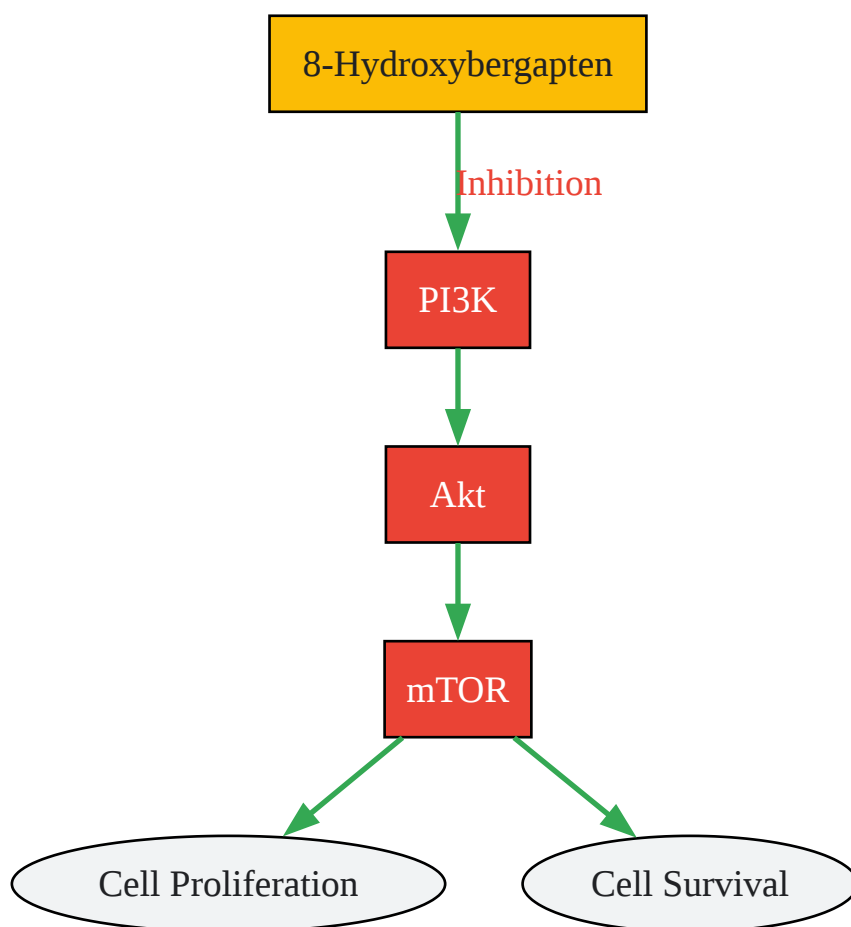 8-Hydroxybergapten
Inhibition
PI3K
Akt
mTOR
Cell Proliferation
Cell Survival